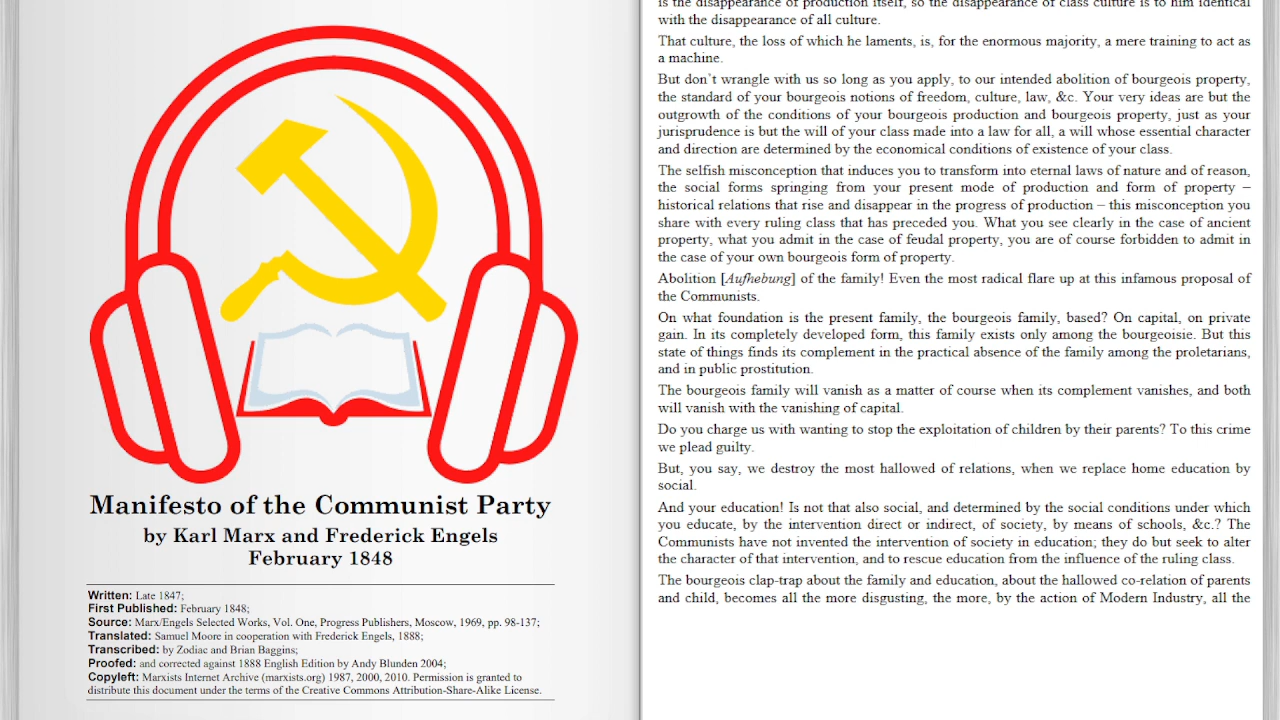 Manifesto of the Communist Party
by Karl Marx and Frederick Engels
February 1848
Written: Late 1847;
First Published: February 1848;
Source: Marx/Engels Selected Works, Vol. One, Progress Publishers, Moscow, 1969, pp. 98-137;
Translated: Samuel Moore in cooperation with Frederick Engels, 1888;
Transcribed: by Zodiac and Brian Baggins;
Proofed: and corrected against 1888 English Edition by Andy Blunden 2004;
Copyleft: Marxists Internet Archive (marxists.org) 1987, 2000, 2010. Permission is granted to
distribute this document under the terms of the Creative Commons Attribution-Share-Alike License.
is the disappearance of production itself, so the disappearance of class culture is to him identical
with the disappearance of all culture.
That culture, the loss of which he laments, is, for the enormous majority, a mere training to act as
a machine.
But don’t wrangle with us so long as you apply, to our intended abolition of bourgeois property,
the standard of your bourgeois notions of freedom, culture, law, &c. Your very ideas are but the
outgrowth of the conditions of your bourgeois production and bourgeois property, just as your
jurisprudence is but the will of your class made into a law for all, a will whose essential character
and direction are determined by the economical conditions of existence of your class.
The selfish misconception that induces you to transform into eternal laws of nature and of reason,
the social forms springing from your present mode of production and form of property –
historical relations that rise and disappear in the progress of production – this misconception you
share with every ruling class that has preceded you. What you see clearly in the case of ancient
property, what you admit in the case of feudal property, you are of course forbidden to admit in
the case of your own bourgeois form of property.
Abolition [Aufhebung] of the family! Even the most radical flare up at this infamous proposal of
the Communists.
On what foundation is the present family, the bourgeois family, based? On capital, on private
gain. In its completely developed form, this family exists only among the bourgeoisie. But this
state of things finds its complement in the practical absence of the family among the proletarians,
and in public prostitution.
The bourgeois family will vanish as a matter of course when its complement vanishes, and both
will vanish with the vanishing of capital.
Do you charge us with wanting to stop the exploitation of children by their parents? To this crime
we plead guilty.
But, you say, we destroy the most hallowed of relations, when we replace home education by
social.
And your education! Is not that also social, and determined by the social conditions under which
you educate, by the intervention direct or indirect, of society, by means of schools, &c.? The
Communists have not invented the intervention of society in education; they do but seek to alter
the character of that intervention, and to rescue education from the influence of the ruling class.
The bourgeois clap-trap about the family and education, about the hallowed co-relation of parents
and child, becomes all the more disgusting, the more, by the action of Modern Industry, all the